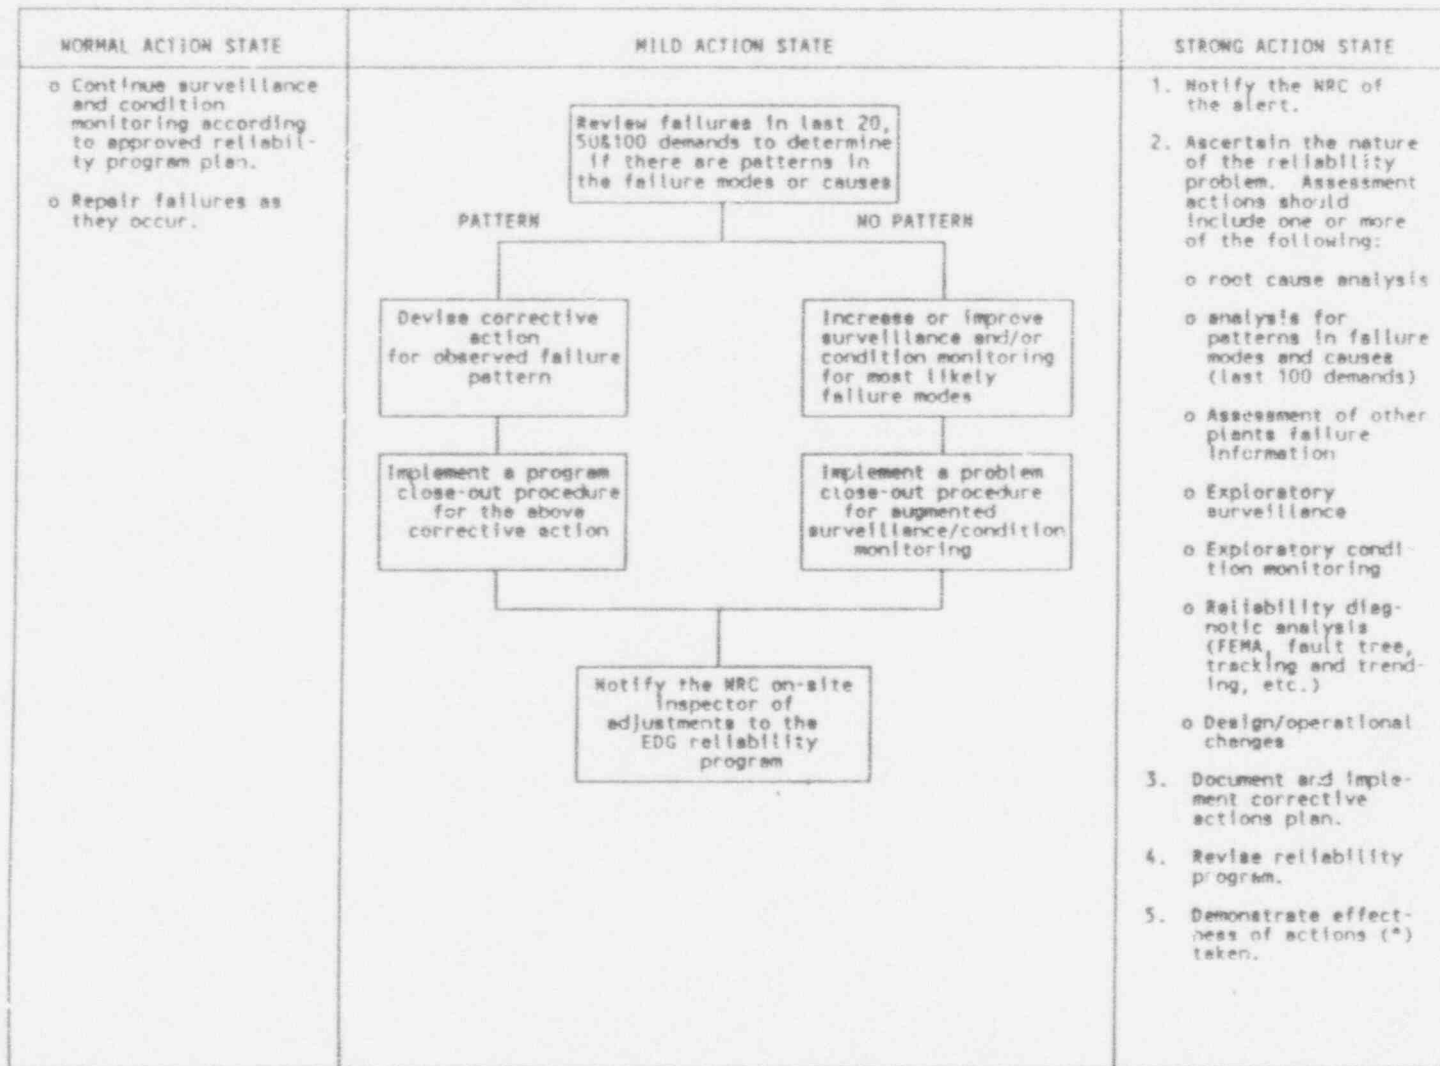 NORMAL ACTION STATE
o Continue surveillance
and condition
monitoring according
to approved reliabil-
ity program plan.
o Repair failures as
they occur.
MILD ACTION STATE
Review failures in last 20,
50&100 demands to determine
if there are patterns in
the failure modes or causes
PATTERN
NO PATTERN
Devise corrective
action
for observed failure
pattern
Increase or improve
surveillance and/or
condition monitoring
for most likely
failure modes
Implement a program
close-out procedure
for the above
corrective action
Implement a problem
close-out procedure
for augmented
surveillance/condition
monitoring
Notify the NRC on-site
inspector of
adjustments to the
EDG reliability
program
STRONG ACTION STATE
1. Notify the NRC of
the alert.
2. Ascertain the nature
of the reliability
problem. Assessment
actions should
include one or more
of the following:
o root cause analysis
o analysis for
patterns in failure
modes and causes
(last 100 demands)
o Assessment of other
plants failure
information
o Exploratory
surveillance
o Exploratory condi-
tion monitoring
o Reliability diag-
notic analysis
(FEMA, fault tree,
tracking and trend-
ing, etc.)
o Design/operational
changes
3. Document and imple-
ment corrective
actions plan.
4. Revise reliability
program.
5. Demonstrate effect-
ness of actions (*)
taken.